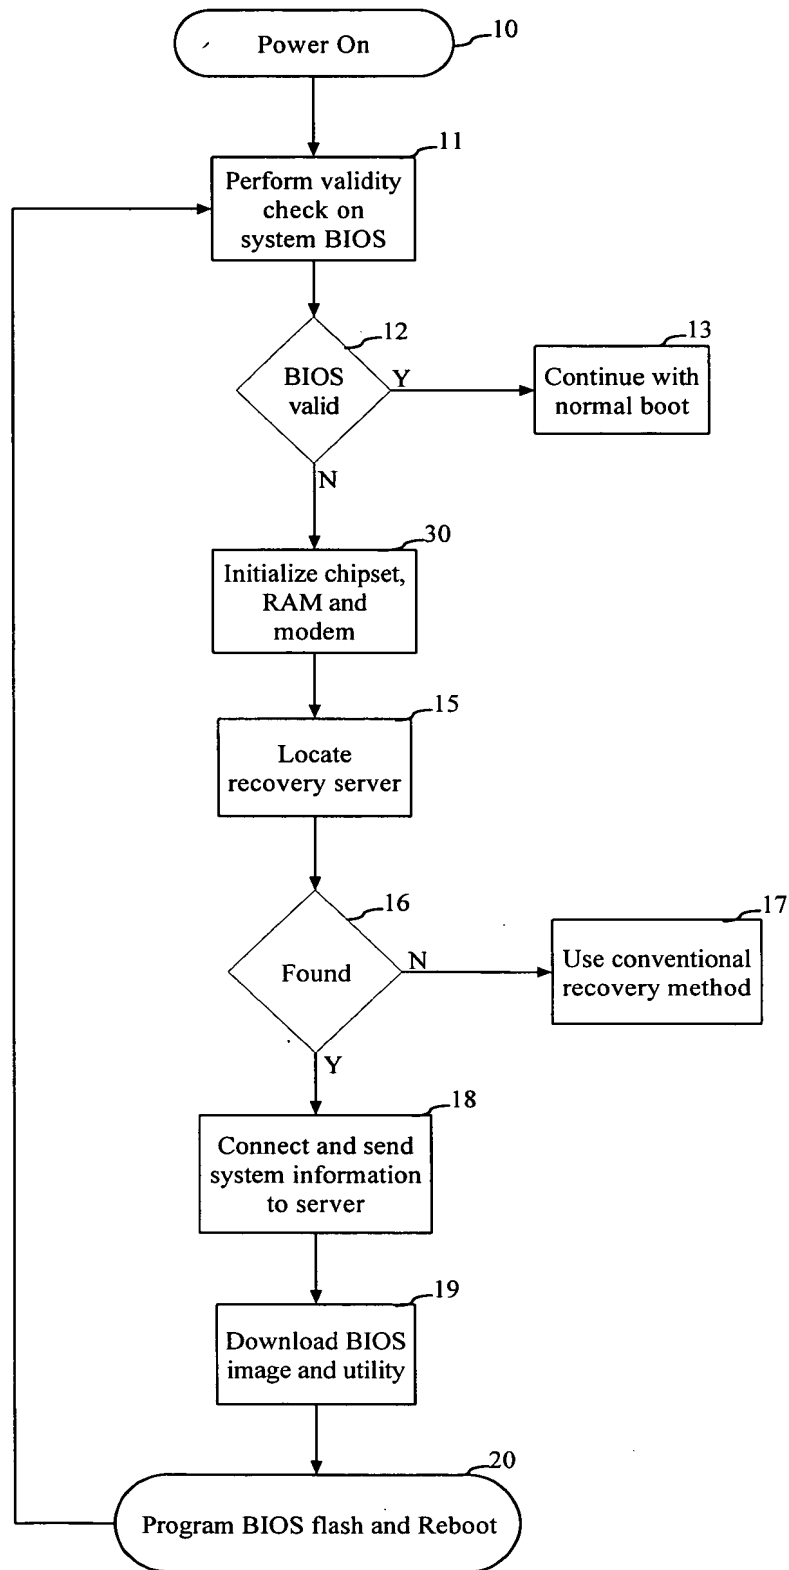 Power On
10
11
Perform validity
check on
system BIOS
12
BIOS
valid
Y
13
Continue with
normal boot
N
30
Initialize chipset,
RAM and
modem
15
Locate
recovery server
16
Found
N
17
Use conventional
recovery method
Y
18
Connect and send
system information
to server
19
Download BIOS
image and utility
20
Program BIOS flash and Reboot